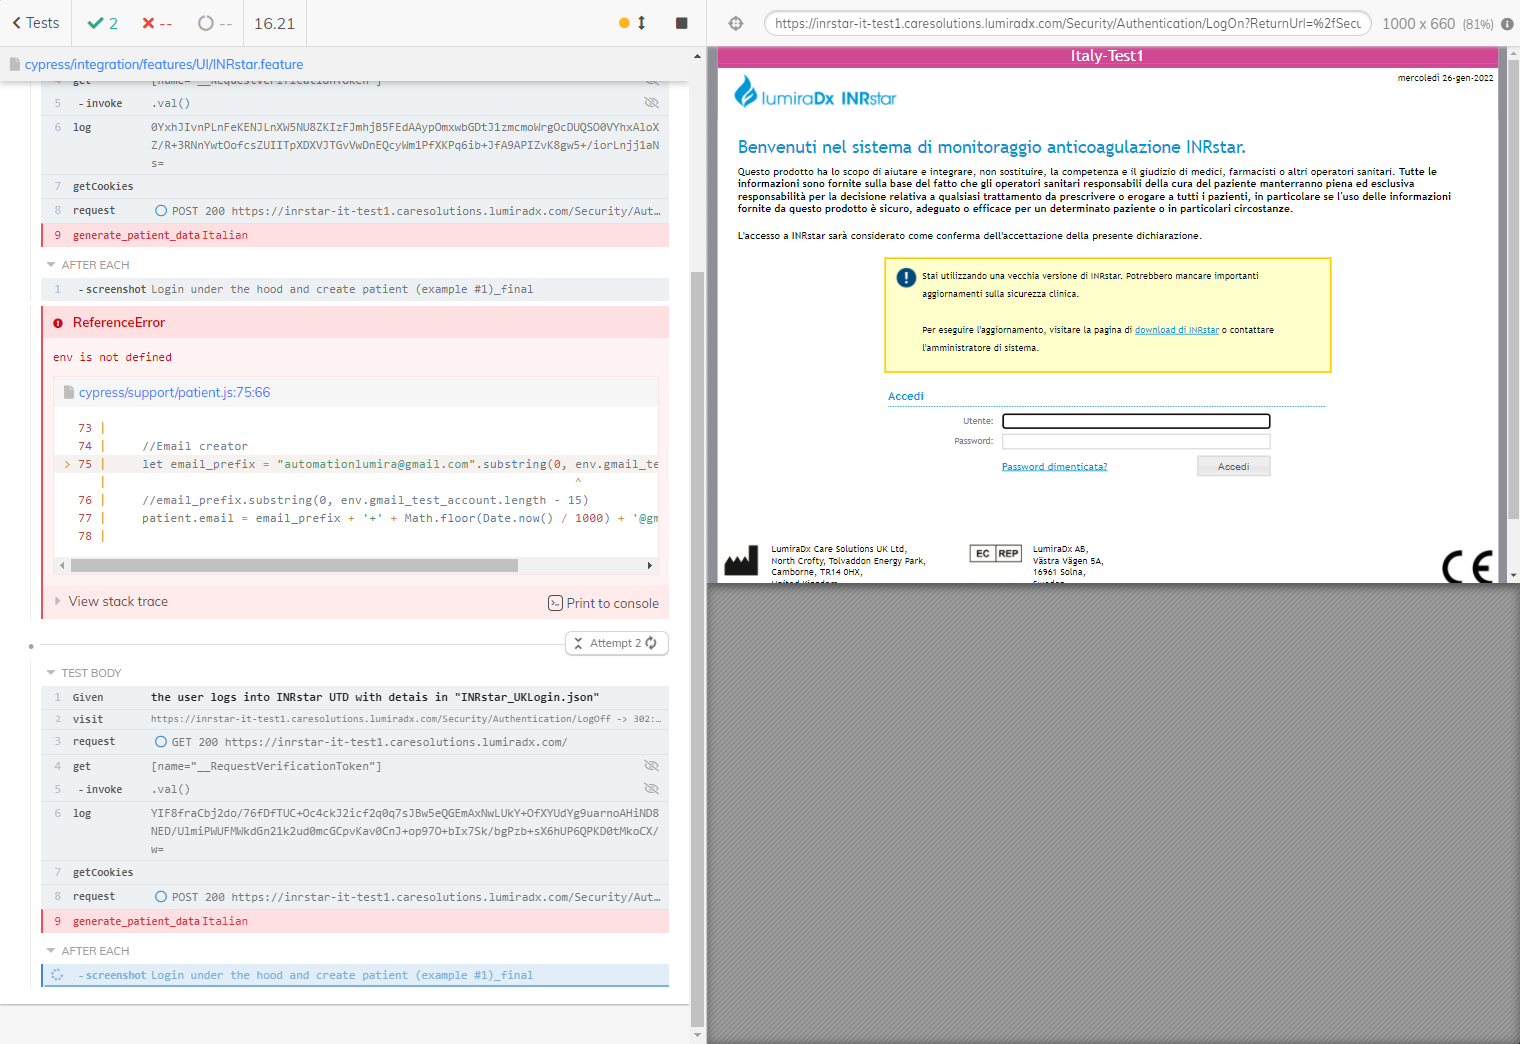 Tests
2
--
--
16.21
https://inrstar-it-test1.caresolutions.lumiradx.com/Security/Authentication/LogOn?ReturnUrl=%2fSecu
1000 x 660 (81%)
cypress/integration/features/UI/INRstar.feature
4 get [name="__RequestVerificationToken"]
5 -invoke .val()
6 log
7 getCookies
8 request POST 200 https://inrstar-it-test1.caresolutions.lumiradx.com/Security/Aut…
9 generate_patient_data Italian
AFTER EACH
1 -screenshot Login under the hood and create patient (example #1)_final
ReferenceError
env is not defined
cypress/support/patient.js:75:66
73 |
74 | //Email creator
> 75 | let email_prefix = "automationlumira@gmail.com".substring(0, env.gmail_te
| ^
76 | //email_prefix.substring(0, env.gmail_test_account.length - 15)
77 | patient.email = email_prefix + '+' + Math.floor(Date.now() / 1000) + '@gm
78 |
View stack trace
Print to console
Attempt 2
TEST BODY
1 Given the user logs into INRstar UTD with detais in "INRstar_UKLogin.json"
2 visit https://inrstar-it-test1.caresolutions.lumiradx.com/Security/Authentication/LogOff -> 302:…
3 request GET 200 https://inrstar-it-test1.caresolutions.lumiradx.com/
4 get [name="__RequestVerificationToken"]
5 -invoke .val()
6 log
7 getCookies
8 request POST 200 https://inrstar-it-test1.caresolutions.lumiradx.com/Security/Aut…
9 generate_patient_data Italian
AFTER EACH
-screenshot Login under the hood and create patient (example #1)_final
Italy-Test1
mercoledì 26-gen-2022
lumiraDx INRstar
Benvenuti nel sistema di monitoraggio anticoagulazione INRstar.
Questo prodotto ha lo scopo di aiutare e integrare, non sostituire, la competenza e il giudizio di medici, farmacisti o altri operatori sanitari. Tutte le
informazioni sono fornite sulla base del fatto che gli operatori sanitari responsabili della cura del paziente manterranno piena ed esclusiva
responsabilità per la decisione relativa a qualsiasi trattamento da prescrivere o erogare a tutti i pazienti, in particolare se l'uso delle informazioni
fornite da questo prodotto è sicuro, adeguato o efficace per un determinato paziente o in particolari circostanze.
L'accesso a INRstar sarà considerato come conferma dell'accettazione della presente dichiarazione.
Stai utilizzando una vecchia versione di INRstar. Potrebbero mancare importanti
aggiornamenti sulla sicurezza clinica.
Per eseguire l'aggiornamento, visitare la pagina di download di INRstar o contattare
l'amministratore di sistema.
Accedi
Utente:
Password:
Password dimenticata?
Accedi
LumiraDx Care Solutions UK Ltd,
North Crofty, Tolvaddon Energy Park,
Camborne, TR14 0HX,
United Kingdom
EC REP
LumiraDx AB,
Västra Vägen 5A,
16961 Solna,
Sweden
CE